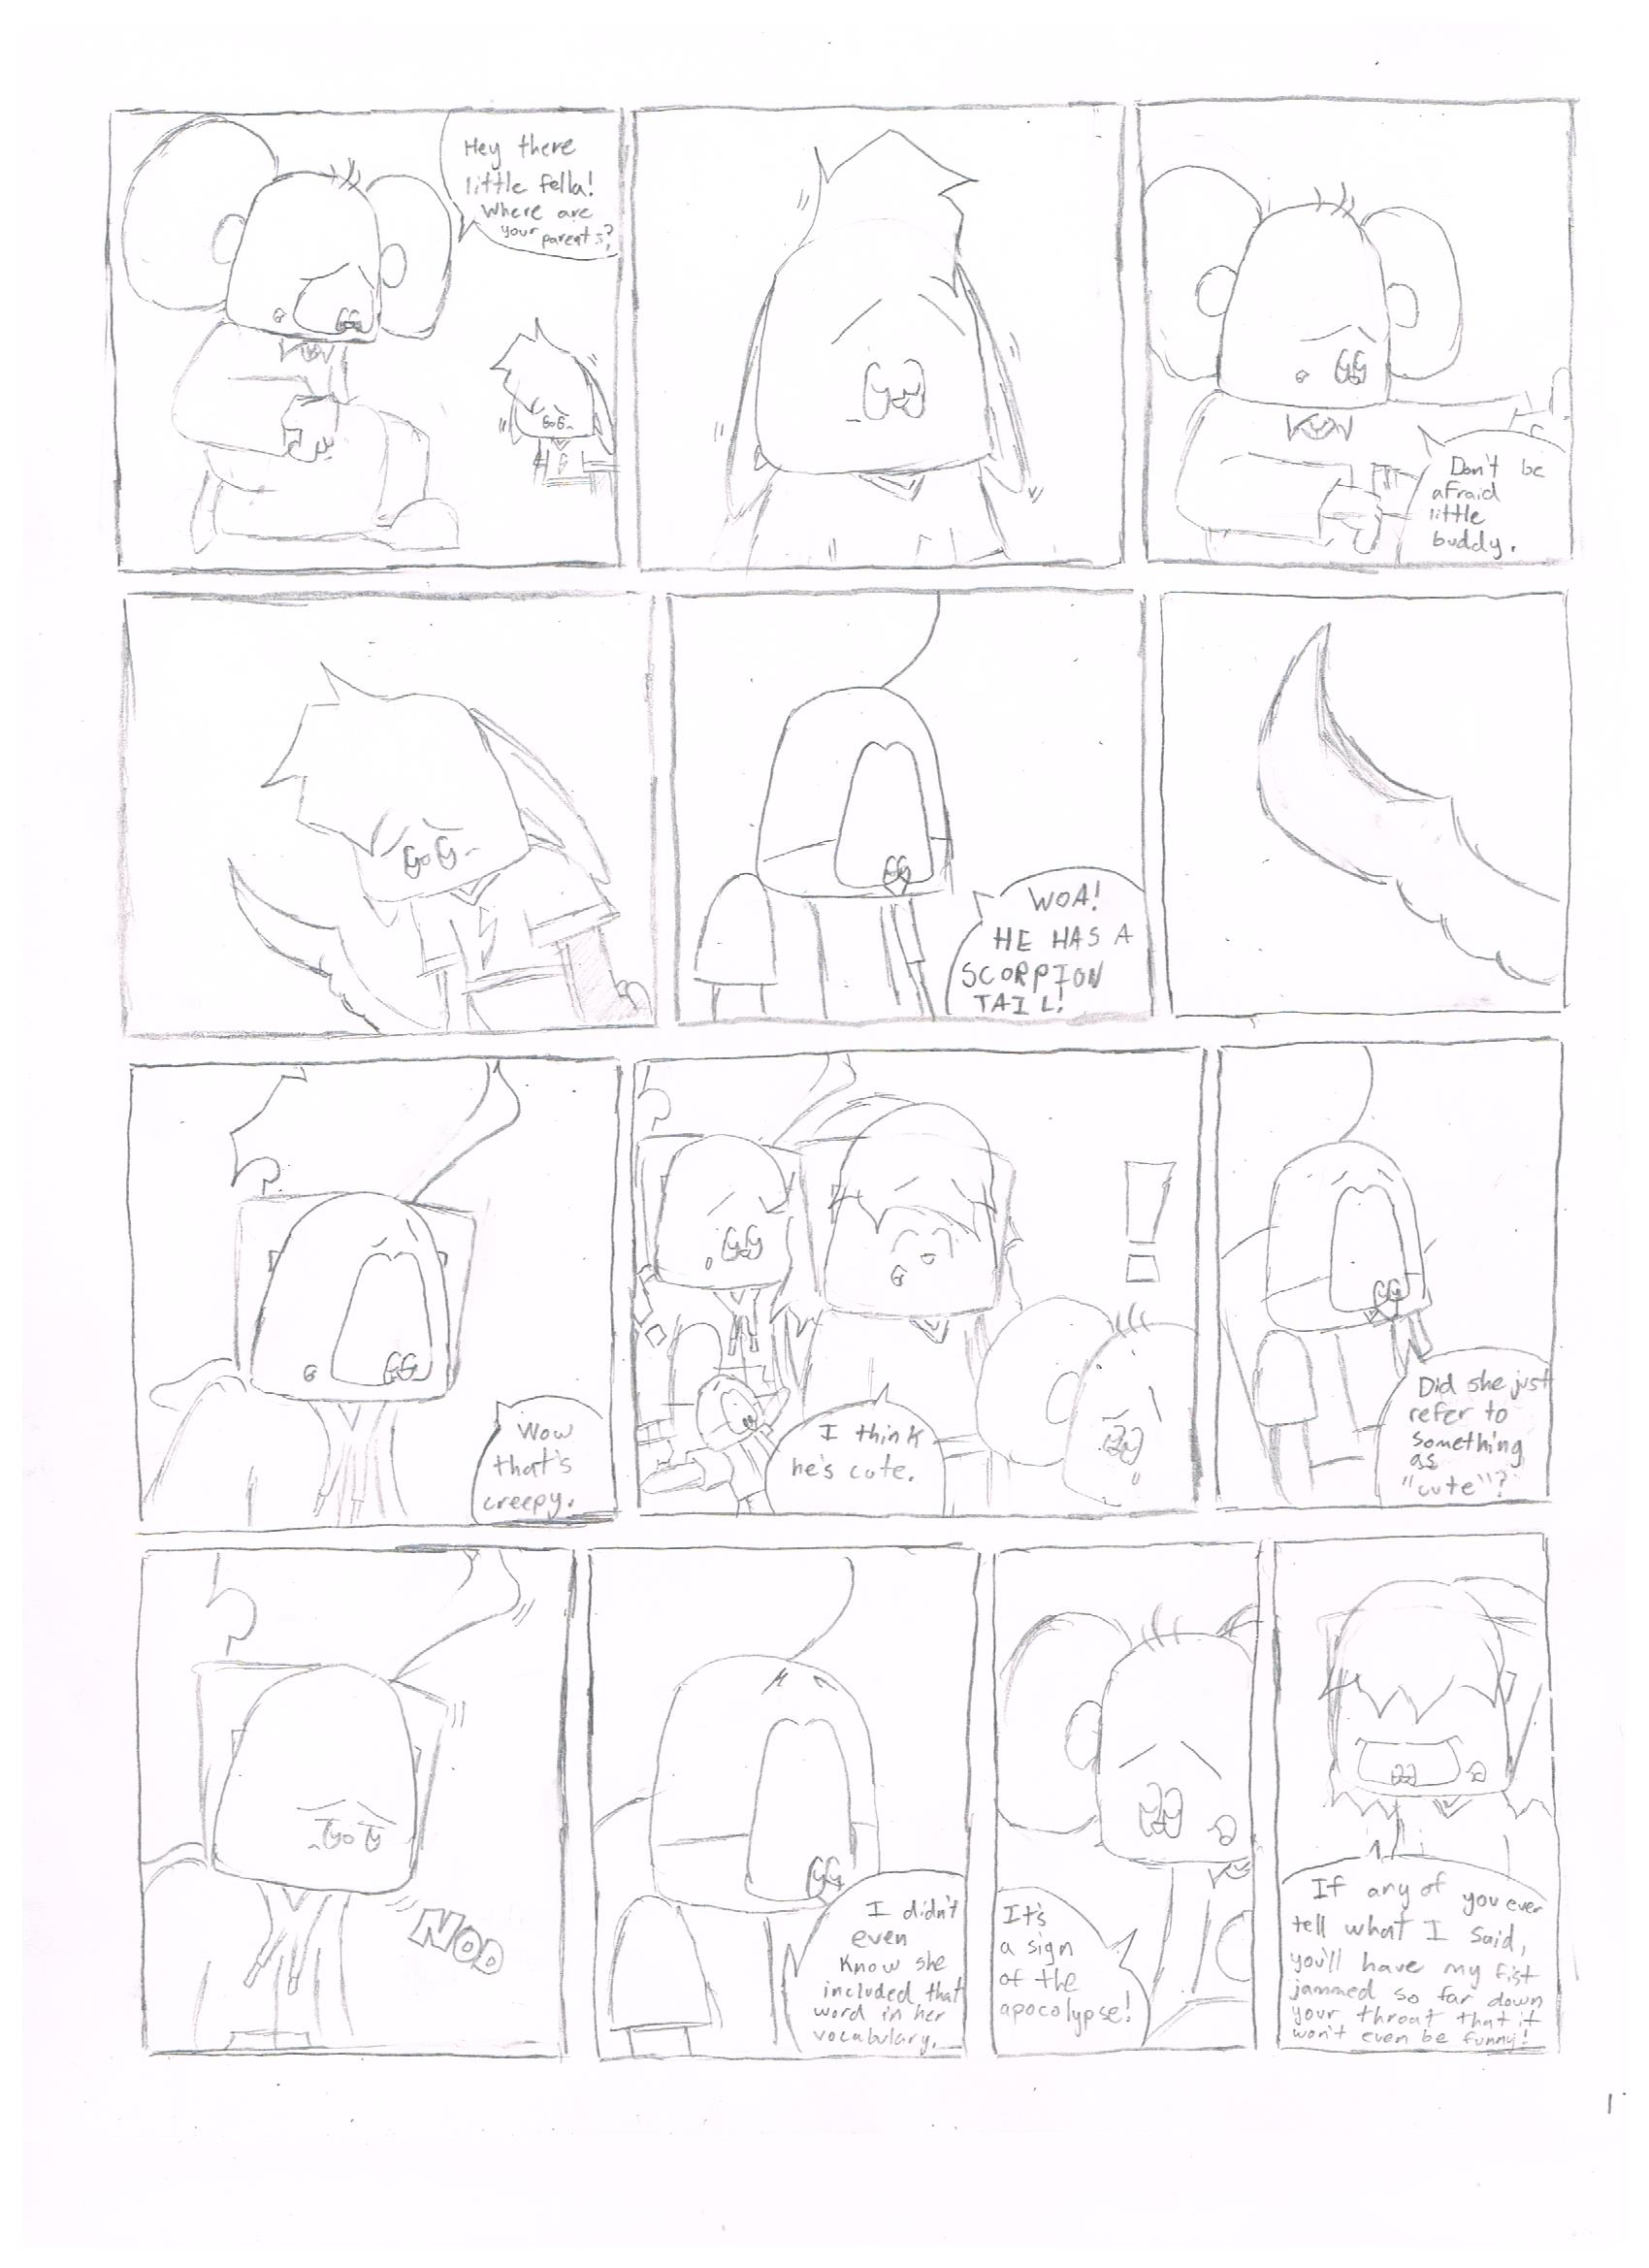 Hey there
little fella!
Where are
your parents?
Don't be
afraid
little
buddy.
WOA!
HE HAS A
SCORPION
TAIL!
Wow
that's
creepy.
!
I think
he's cute.
Did she just
refer to
something
as
"cute"?
NOD
I didn't
even
know she
included that
word in her
vocabulary.
It's
a sign
of the
apocolypse!
If any of you ever
tell what I said,
you'll have my fist
jammed so far down
your throat that it
won't even be funny!
1